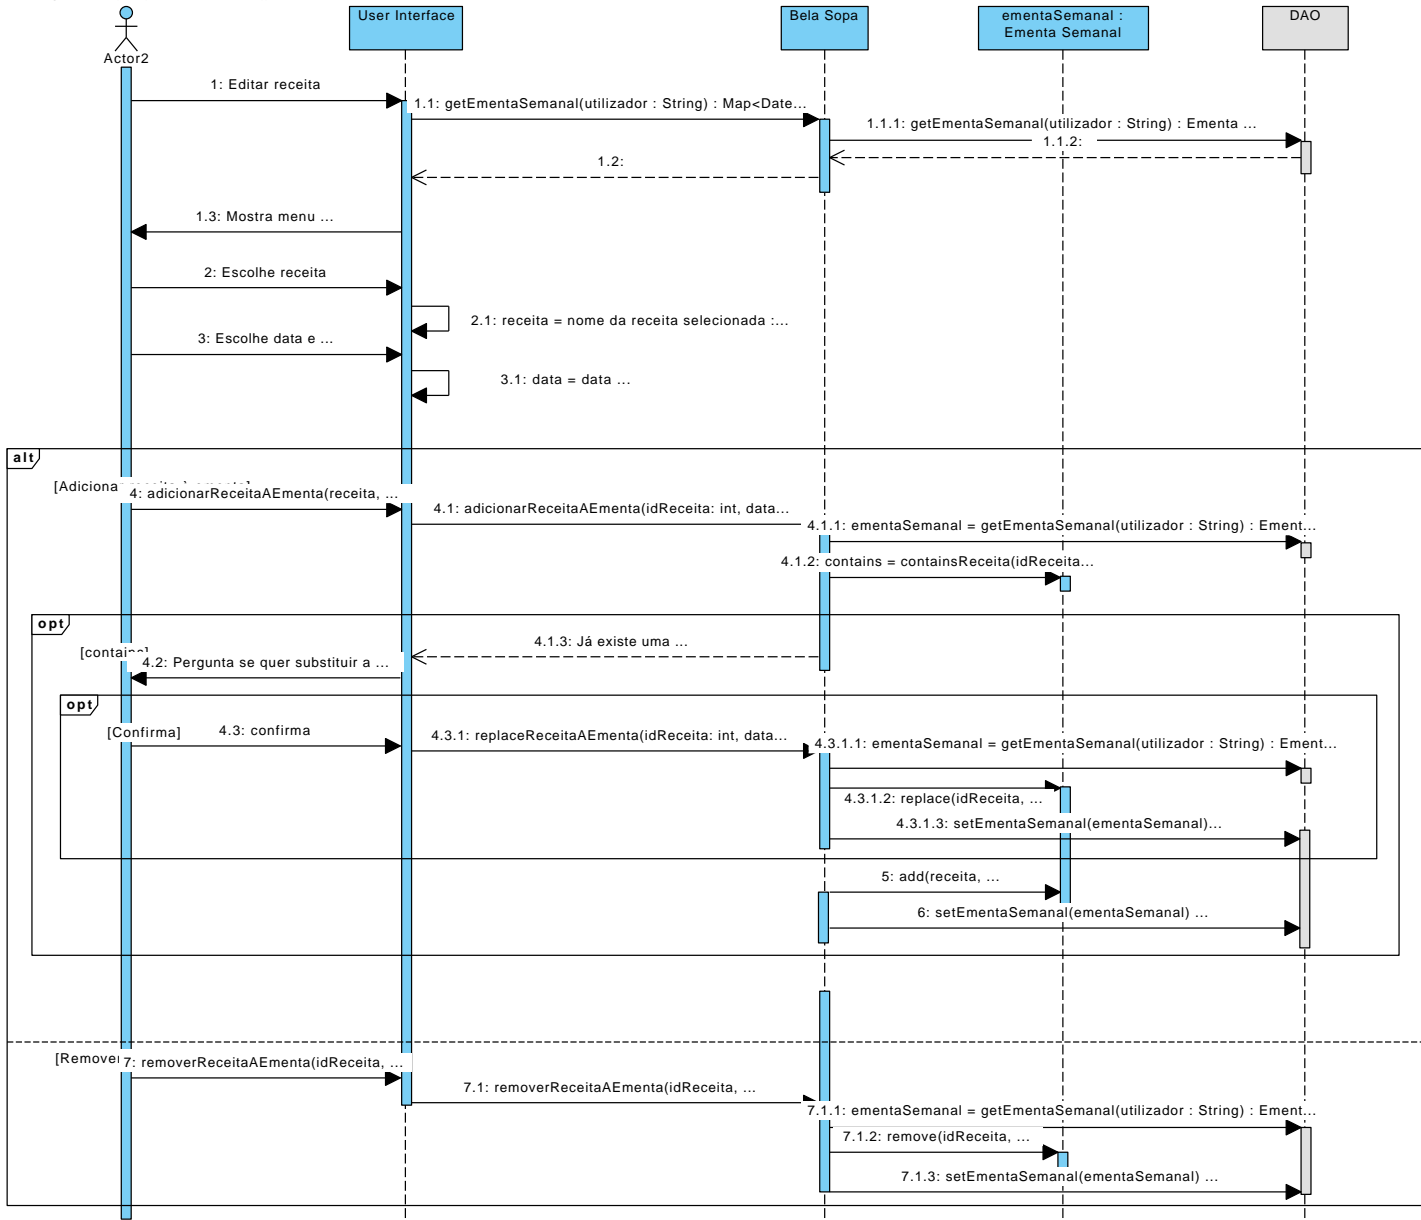 User Interface
Bela Sopa
ementaSemanal :
Ementa Semanal
DAO
Actor2
1: Editar receita
1.1: getEmentaSemanal(utilizador : String) : Map<Date...
1.1.1: getEmentaSemanal(utilizador : String) : Ementa ...
1.1.2:
1.2:
1.3: Mostra menu ...
2: Escolhe receita
2.1: receita = nome da receita selecionada :...
3: Escolhe data e ...
3.1: data = data ...
alt
[Adiciona
4: adicionarReceitaAEmenta(receita, ...
4.1: adicionarReceitaAEmenta(idReceita: int, data...
4.1.1: ementaSemanal = getEmentaSemanal(utilizador : String) : Ement...
4.1.2: contains = containsReceita(idReceita...
opt
4.1.3: Já existe uma ...
[contains]
4.2: Pergunta se quer substituir a ...
opt
[Confirma]
4.3: confirma
4.3.1: replaceReceitaAEmenta(idReceita: int, data...
4.3.1.1: ementaSemanal = getEmentaSemanal(utilizador : String) : Ement...
4.3.1.2: replace(idReceita, ...
4.3.1.3: setEmentaSemanal(ementaSemanal)...
5: add(receita, ...
6: setEmentaSemanal(ementaSemanal) ...
[Remover
7: removerReceitaAEmenta(idReceita, ...
7.1: removerReceitaAEmenta(idReceita, ...
7.1.1: ementaSemanal = getEmentaSemanal(utilizador : String) : Ement...
7.1.2: remove(idReceita, ...
7.1.3: setEmentaSemanal(ementaSemanal) ...